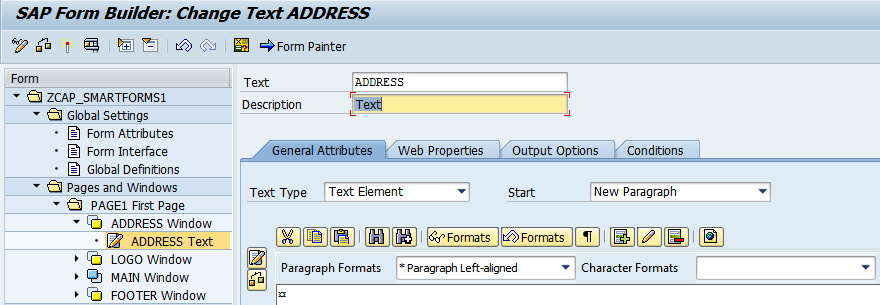 SAP Form Builder: Change Text ADDRESS
Form Painter
Form
ZCAP_SMARTFORMS1
Global Settings
Form Attributes
Form Interface
Global Definitions
Pages and Windows
PAGE1 First Page
ADDRESS Window
ADDRESS Text
LOGO Window
MAIN Window
FOOTER Window
Text ADDRESS
Description Text
General Attributes Web Properties Output Options Conditions
Text Type Text Element Start New Paragraph
Formats Formats ¶
Paragraph Formats * Paragraph Left-aligned Character Formats
¤